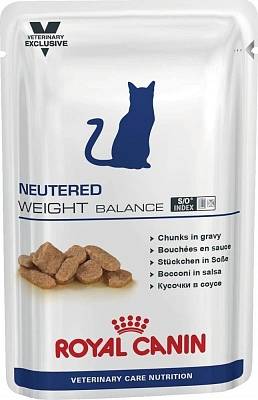 VETERINARY
EXCLUSIVE
NEUTERED
WEIGHT BALANCE
S/O
INDEX
• Chunks in gravy
• Bouchées en sauce
• Stückchen in Soße
• Bocconi in salsa
• Кусочки в соусе
ROYAL CANIN
VETERINARY CARE NUTRITION